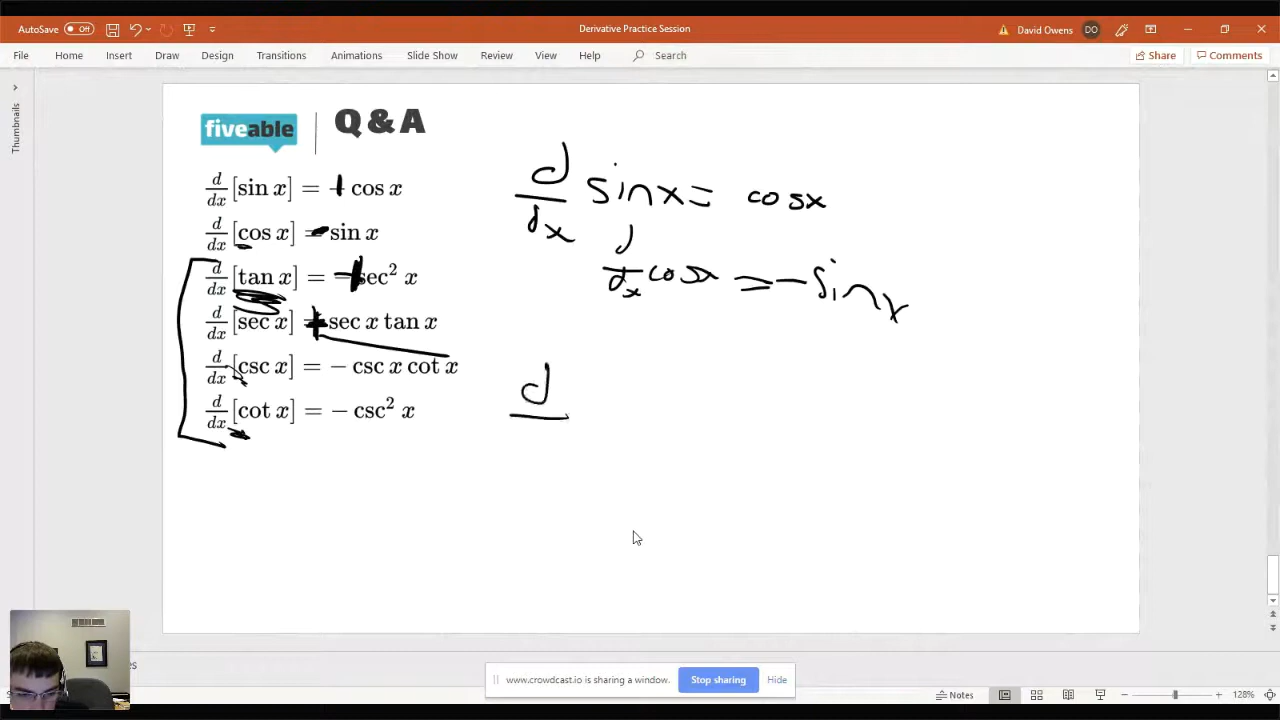 AutoSave Off Derivative Practice Session David Owens DO
File Home Insert Draw Design Transitions Animations Slide Show Review View Help Search Share Comments
Thumbnails
fiveable Q & A
d/dx [sin x] = + cos x
d/dx [cos x] = - sin x
d/dx [tan x] = + sec² x
d/dx [sec x] = + sec x tan x
d/dx [csc x] = − csc x cot x
d/dx [cot x] = − csc² x
d/dx sinx = cosx
d/dx cosx = -sinx
d
www.crowdcast.io is sharing a window. Stop sharing Hide
Notes 128%